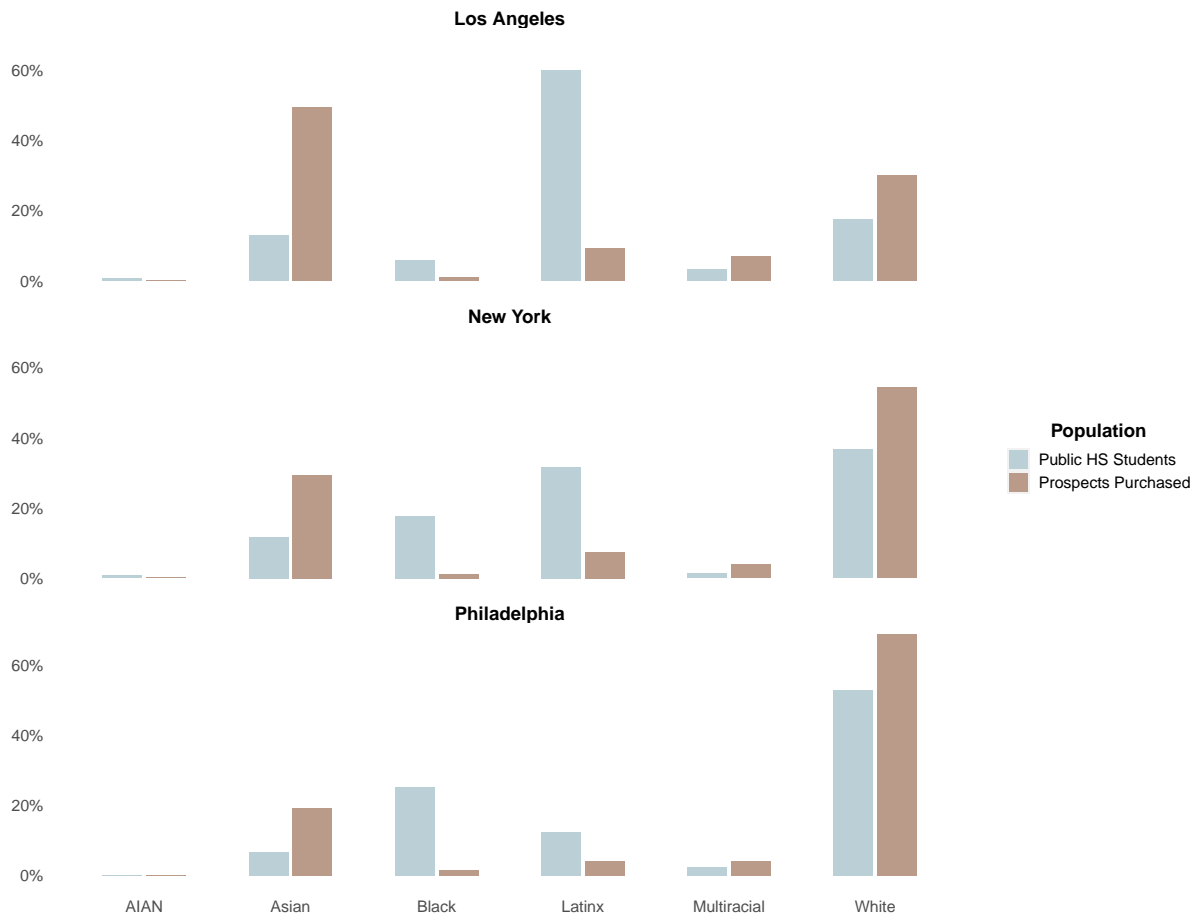 Los Angeles
60%
40%
20%
0%
New York
60%
40%
20%
0%
Population
Public HS Students
Prospects Purchased
Philadelphia
60%
40%
20%
0%
AIAN Asian Black Latinx Multiracial White